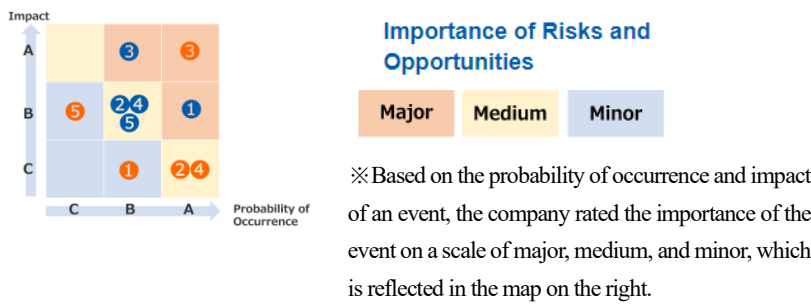 Impact
A
3
3
B
5
2 4
5
1
C
1
2 4
C
B
A
Probability of
Occurrence
Importance of Risks and
Opportunities
Major
Medium
Minor
※Based on the probability of occurrence and impact
of an event, the company rated the importance of the
event on a scale of major, medium, and minor, which
is reflected in the map on the right.